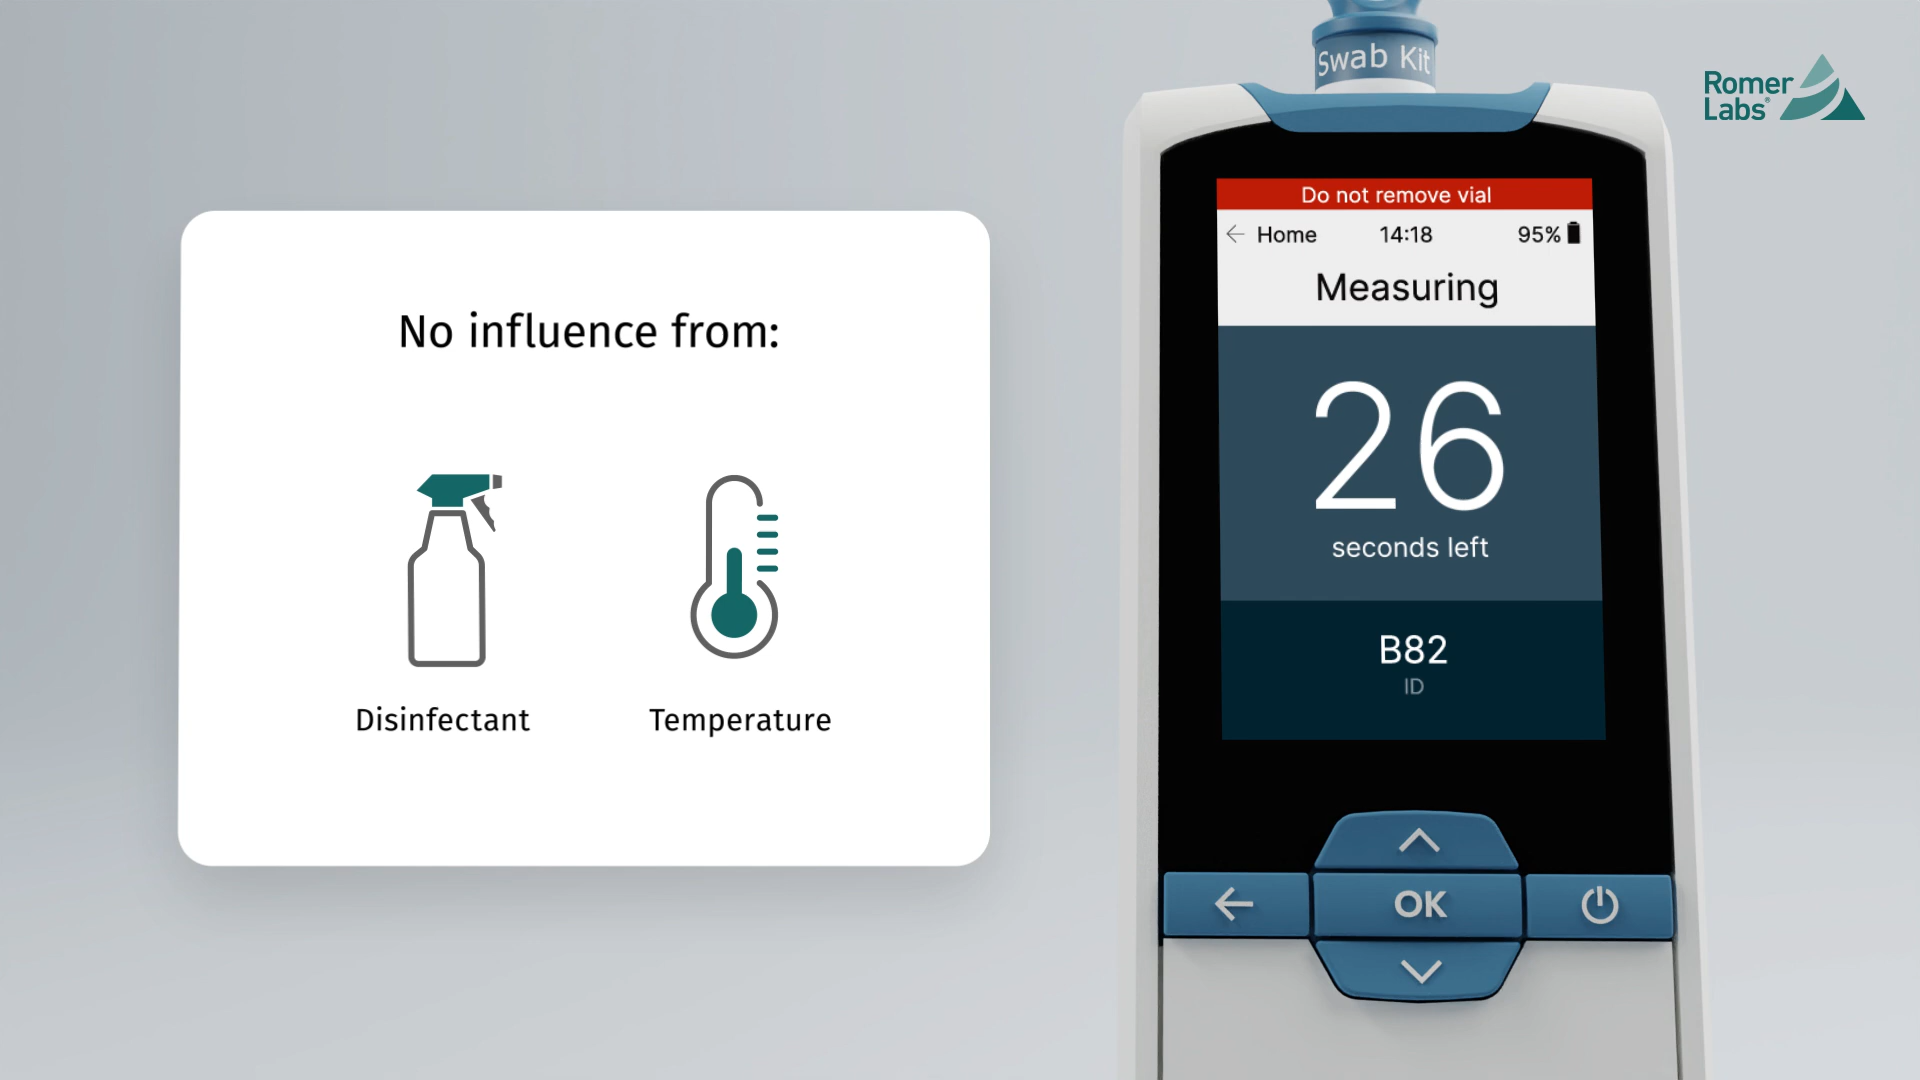 No influence from:
Disinfectant
Temperature
Swab Kit
Romer
Labs®
Do not remove vial
Home 14:18 95%
Measuring
26
seconds left
B82
ID
OK